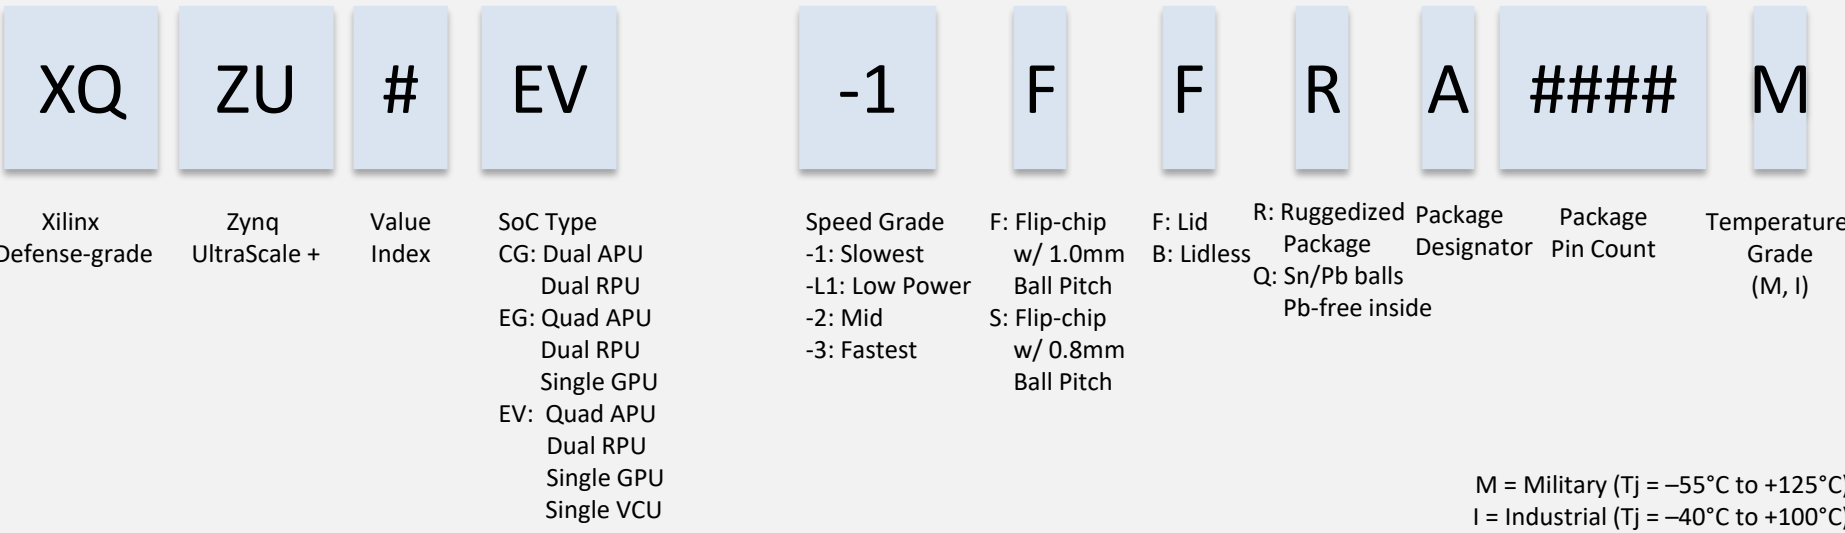 XQ ZU # EV -1 F F R A #### M
Xilinx
Defense-grade
Zynq
UltraScale +
Value
Index
SoC Type
CG: Dual APU
Dual RPU
EG: Quad APU
Dual RPU
Single GPU
EV: Quad APU
Dual RPU
Single GPU
Single VCU
Speed Grade
-1: Slowest
-L1: Low Power
-2: Mid
-3: Fastest
F: Flip-chip
w/ 1.0mm
Ball Pitch
S: Flip-chip
w/ 0.8mm
Ball Pitch
F: Lid
B: Lidless
R: Ruggedized
Package
Q: Sn/Pb balls
Pb-free inside
Package
Designator
Package
Pin Count
Temperature
Grade
(M, I)
M = Military (Tj = –55°C to +125°C)
I = Industrial (Tj = –40°C to +100°C)